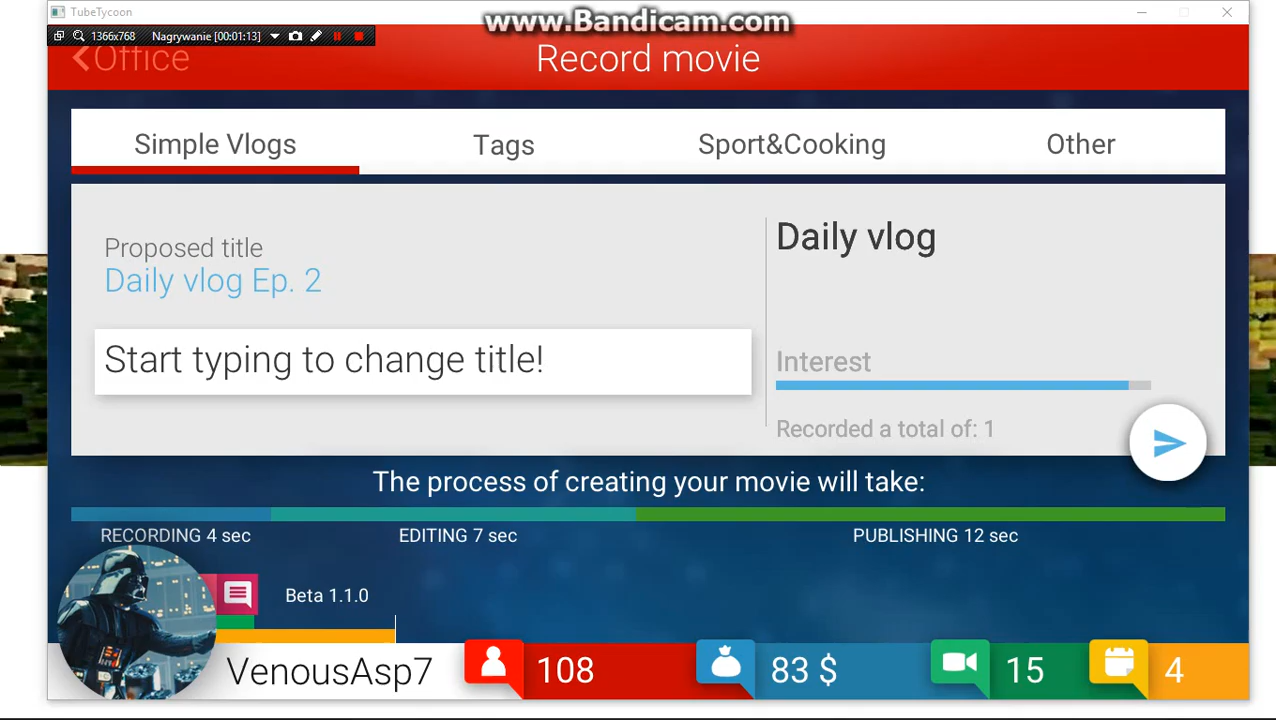 TubeTycoon
www.Bandicam.com
1366x768 Nagrywanie (00:01:13)
Office
Record movie
Simple Vlogs
Tags
Sport&Cooking
Other
Proposed title
Daily vlog Ep. 2
Start typing to change title!
Daily vlog
Interest
Recorded a total of: 1
The process of creating your movie will take:
RECORDING 4 sec
EDITING 7 sec
PUBLISHING 12 sec
Beta 1.1.0
VenousAsp7
108
83 $
15
4